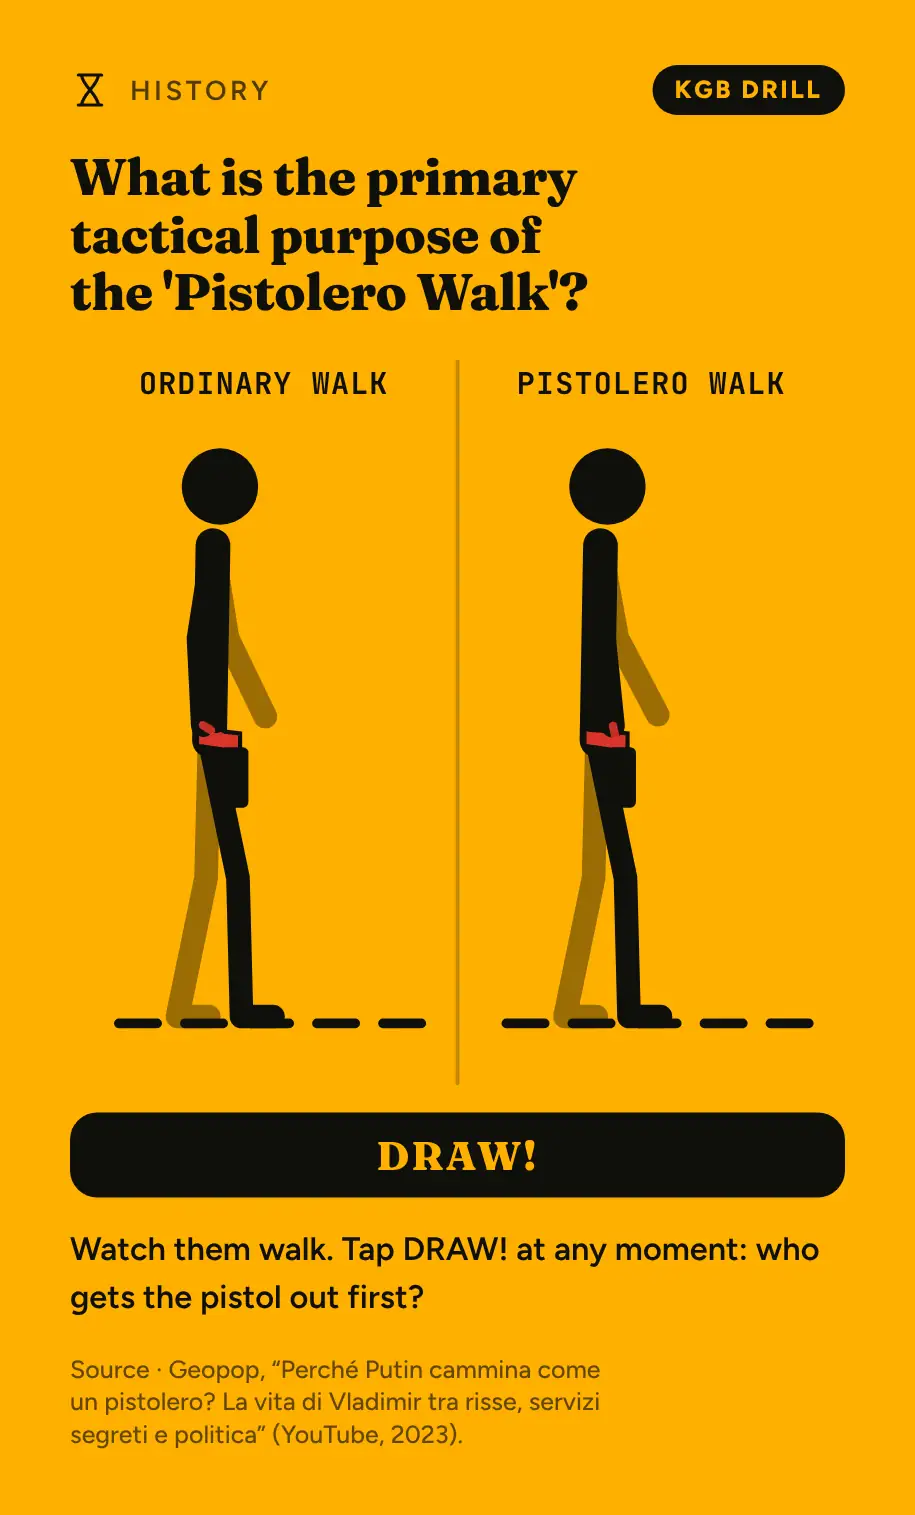 HISTORY
KGB DRILL
What is the primary
tactical purpose of
the 'Pistolero Walk'?
ORDINARY WALK
PISTOLERO WALK
DRAW!
Watch them walk. Tap DRAW! at any moment: who
gets the pistol out first?
Source · Geopop, “Perché Putin cammina come
un pistolero? La vita di Vladimir tra risse, servizi
segreti e politica” (YouTube, 2023).